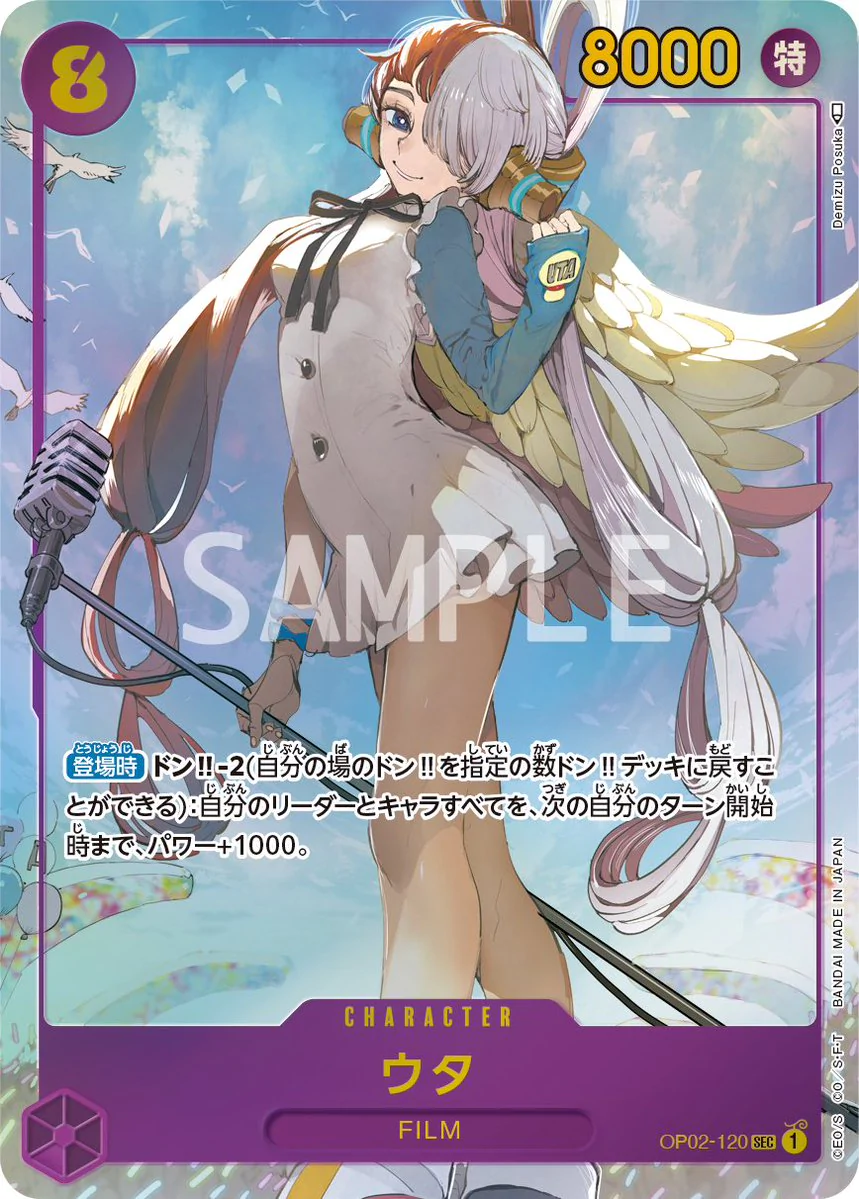 8
8000
特
Demizu Posuka
UTA
SAMPLE
登場時 ドン!!-2(自分の場のドン!!を指定の数ドン!!デッキに戻すこ
とができる):自分のリーダーとキャラすべてを、次の自分のターン開始
時まで、パワー+1000。
CHARACTER
ウタ
FILM
OP02-120 SEC 1
©EO/S ©O/S・F・T BANDAI MADE IN JAPAN